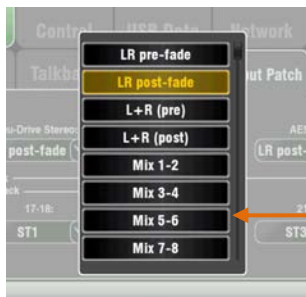 Control USB Data Network
Talkba ut Patch
LR pre-fade
LR post-fade
L+R (pre)
L+R (post)
Mix 1-2
Mix 3-4
Mix 5-6
Mix 7-8
u-Drive Stereo: AES
post-fade LR post-
ck
17-18: 21
ST1 ST3